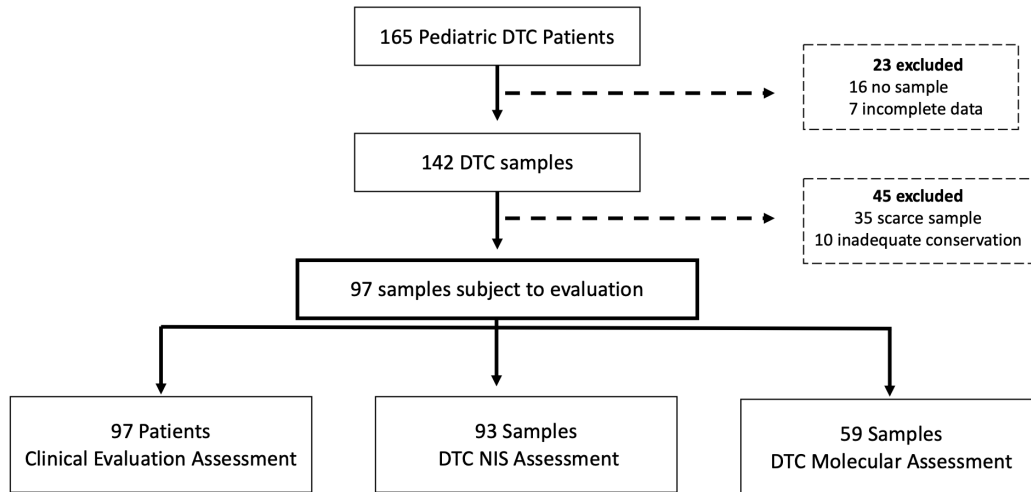 165 Pediatric DTC Patients
23 excluded
16 no sample
7 incomplete data
142 DTC samples
45 excluded
35 scarce sample
10 inadequate conservation
97 samples subject to evaluation
97 Patients
Clinical Evaluation Assessment
93 Samples
DTC NIS Assessment
59 Samples
DTC Molecular Assessment